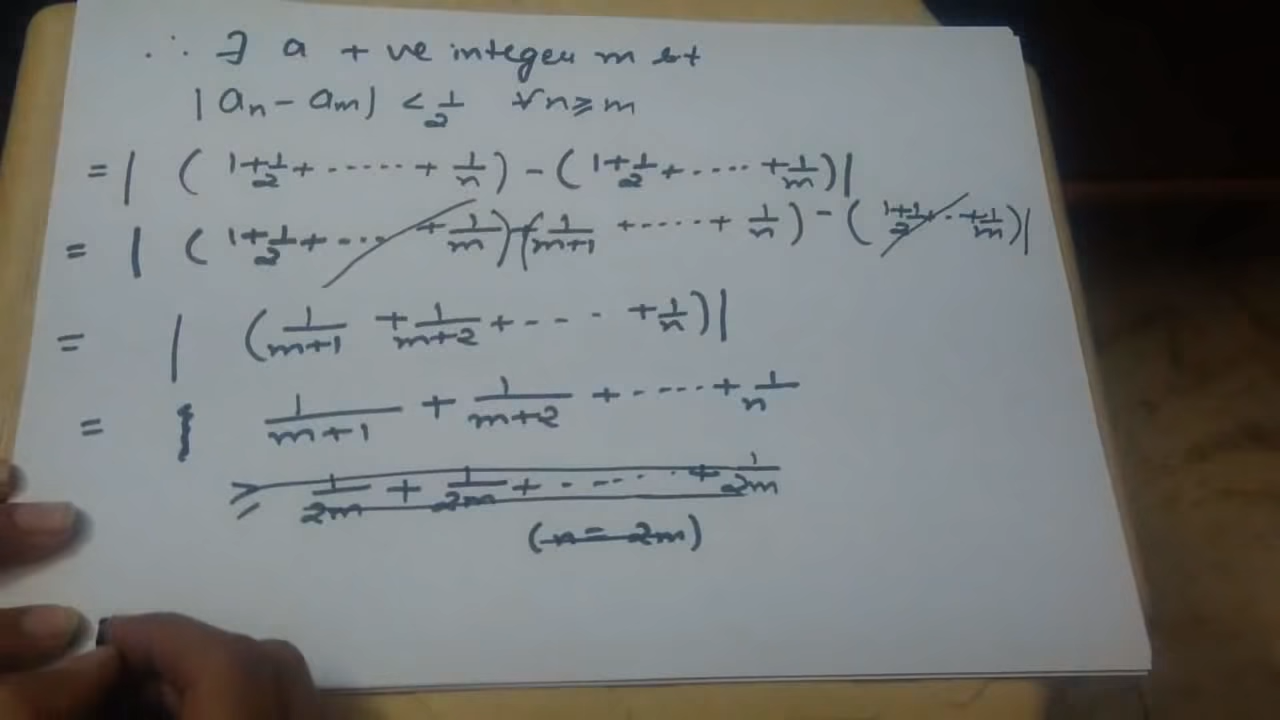 ∴ ∃ a +ve integer m st
|an - am| < 1/2 ∀ n ≥ m
= | (1 + 1/2 + ...... + 1/n) - (1 + 1/2 + ..... + 1/m) |
= | (1 + 1/2 + ... + 1/m) + (1/m+1 + ..... + 1/n) - (1 + 1/2 + .. + 1/m) |
= | (1/m+1 + 1/m+2 + .... + 1/n) |
= 1/m+1 + 1/m+2 + ..... + 1/n
≥ 1/2m + 1/2m + ...... + 1/2m
(n = 2m)